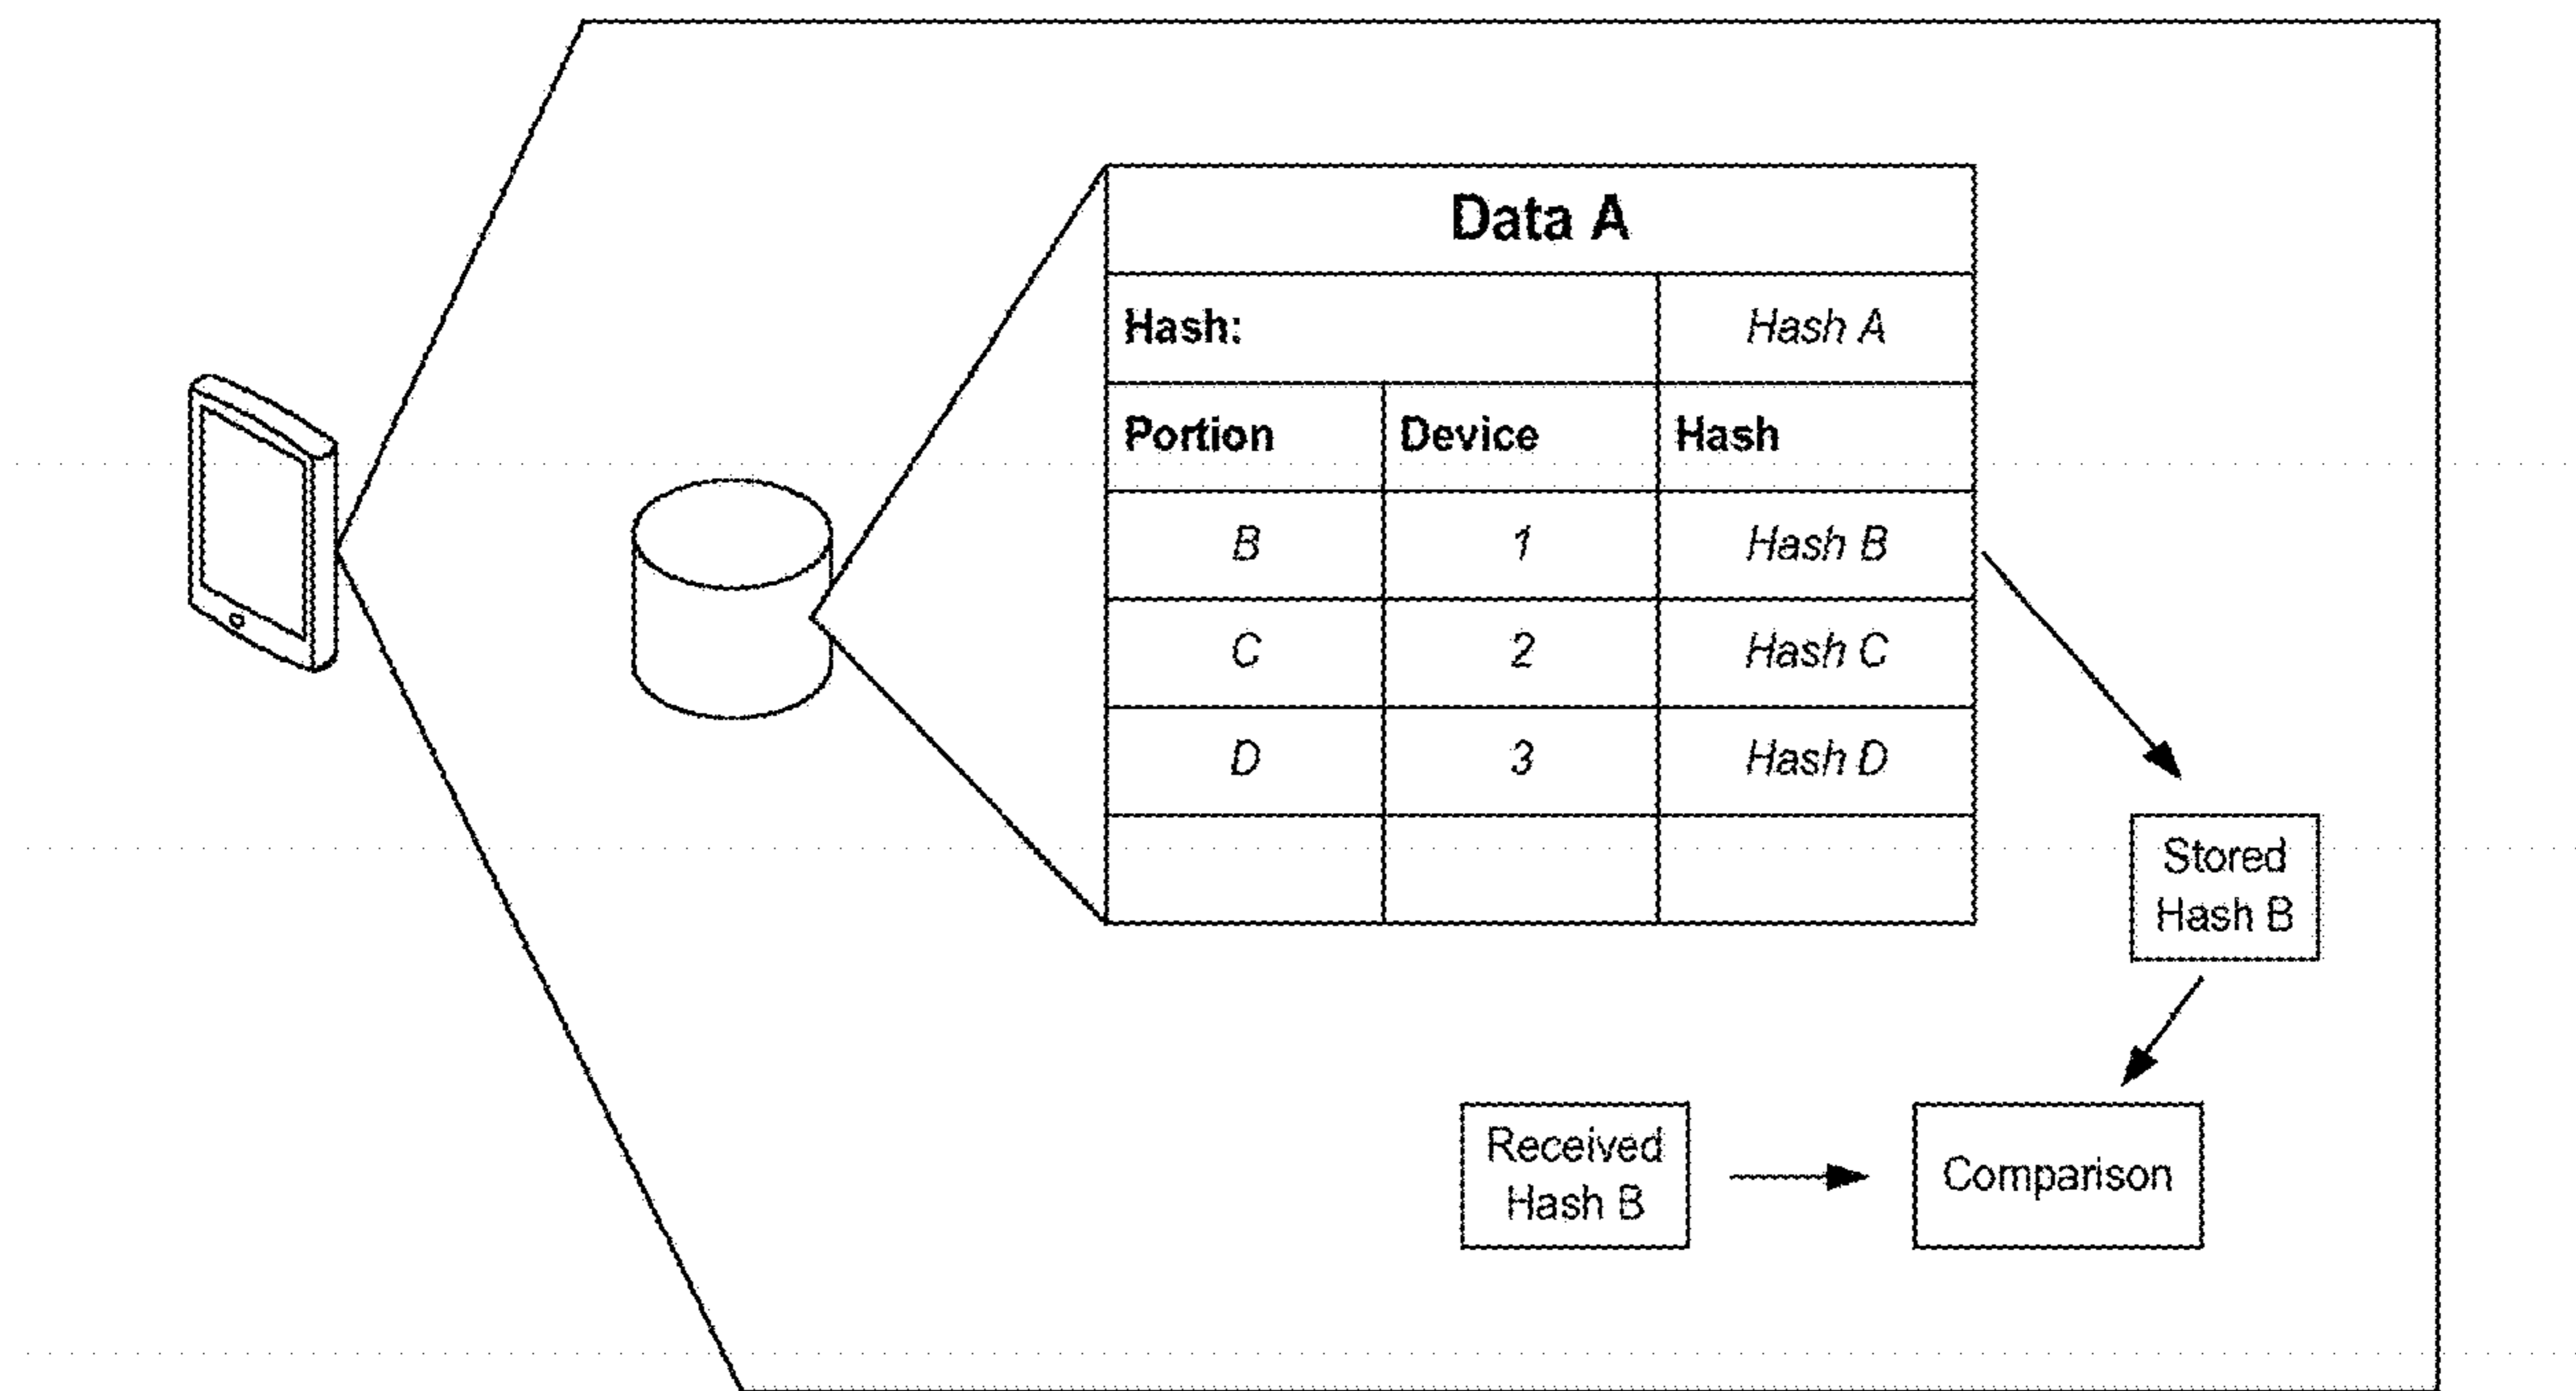 Data A
Hash: Hash A
Portion Device Hash
B 1 Hash B
C 2 Hash C
D 3 Hash D
Stored
Hash B
Received
Hash B
Comparison